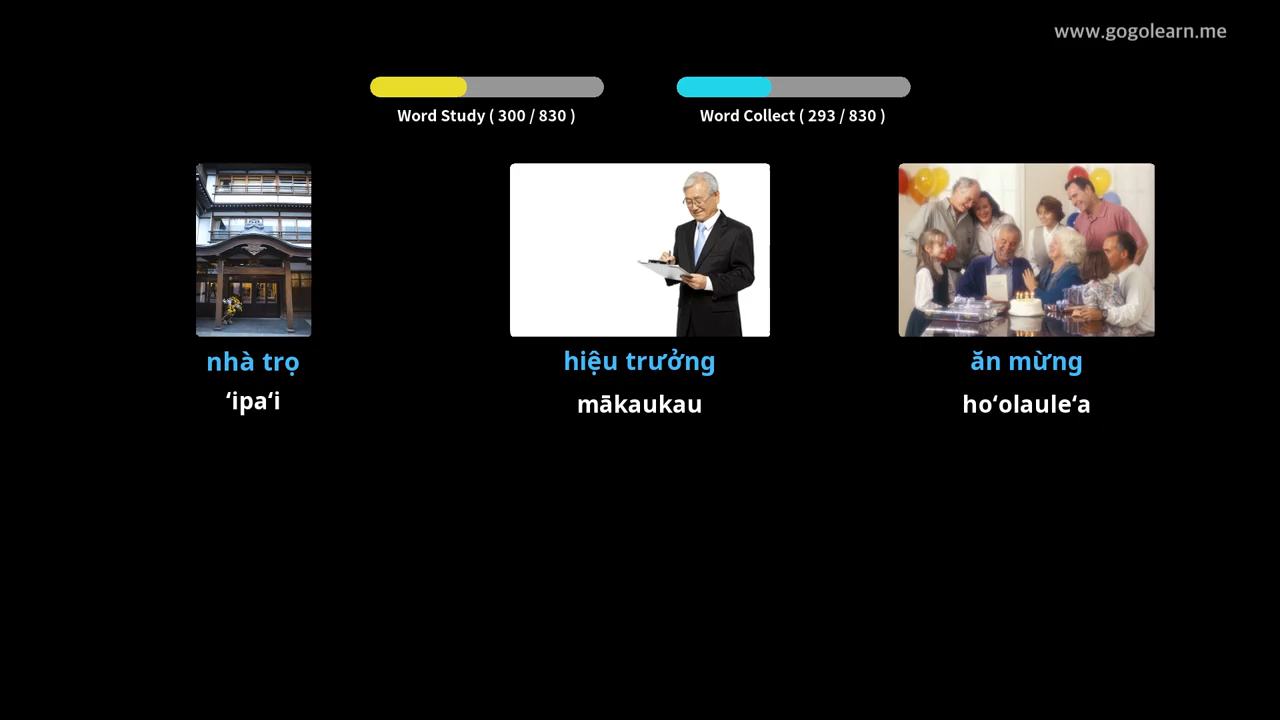 www.gogolearn.me
Word Study ( 300 / 830 )
Word Collect ( 293 / 830 )
nhà trọ
hiệu trưởng
ăn mừng
ʻipaʻi
mākaukau
hoʻolauleʻa